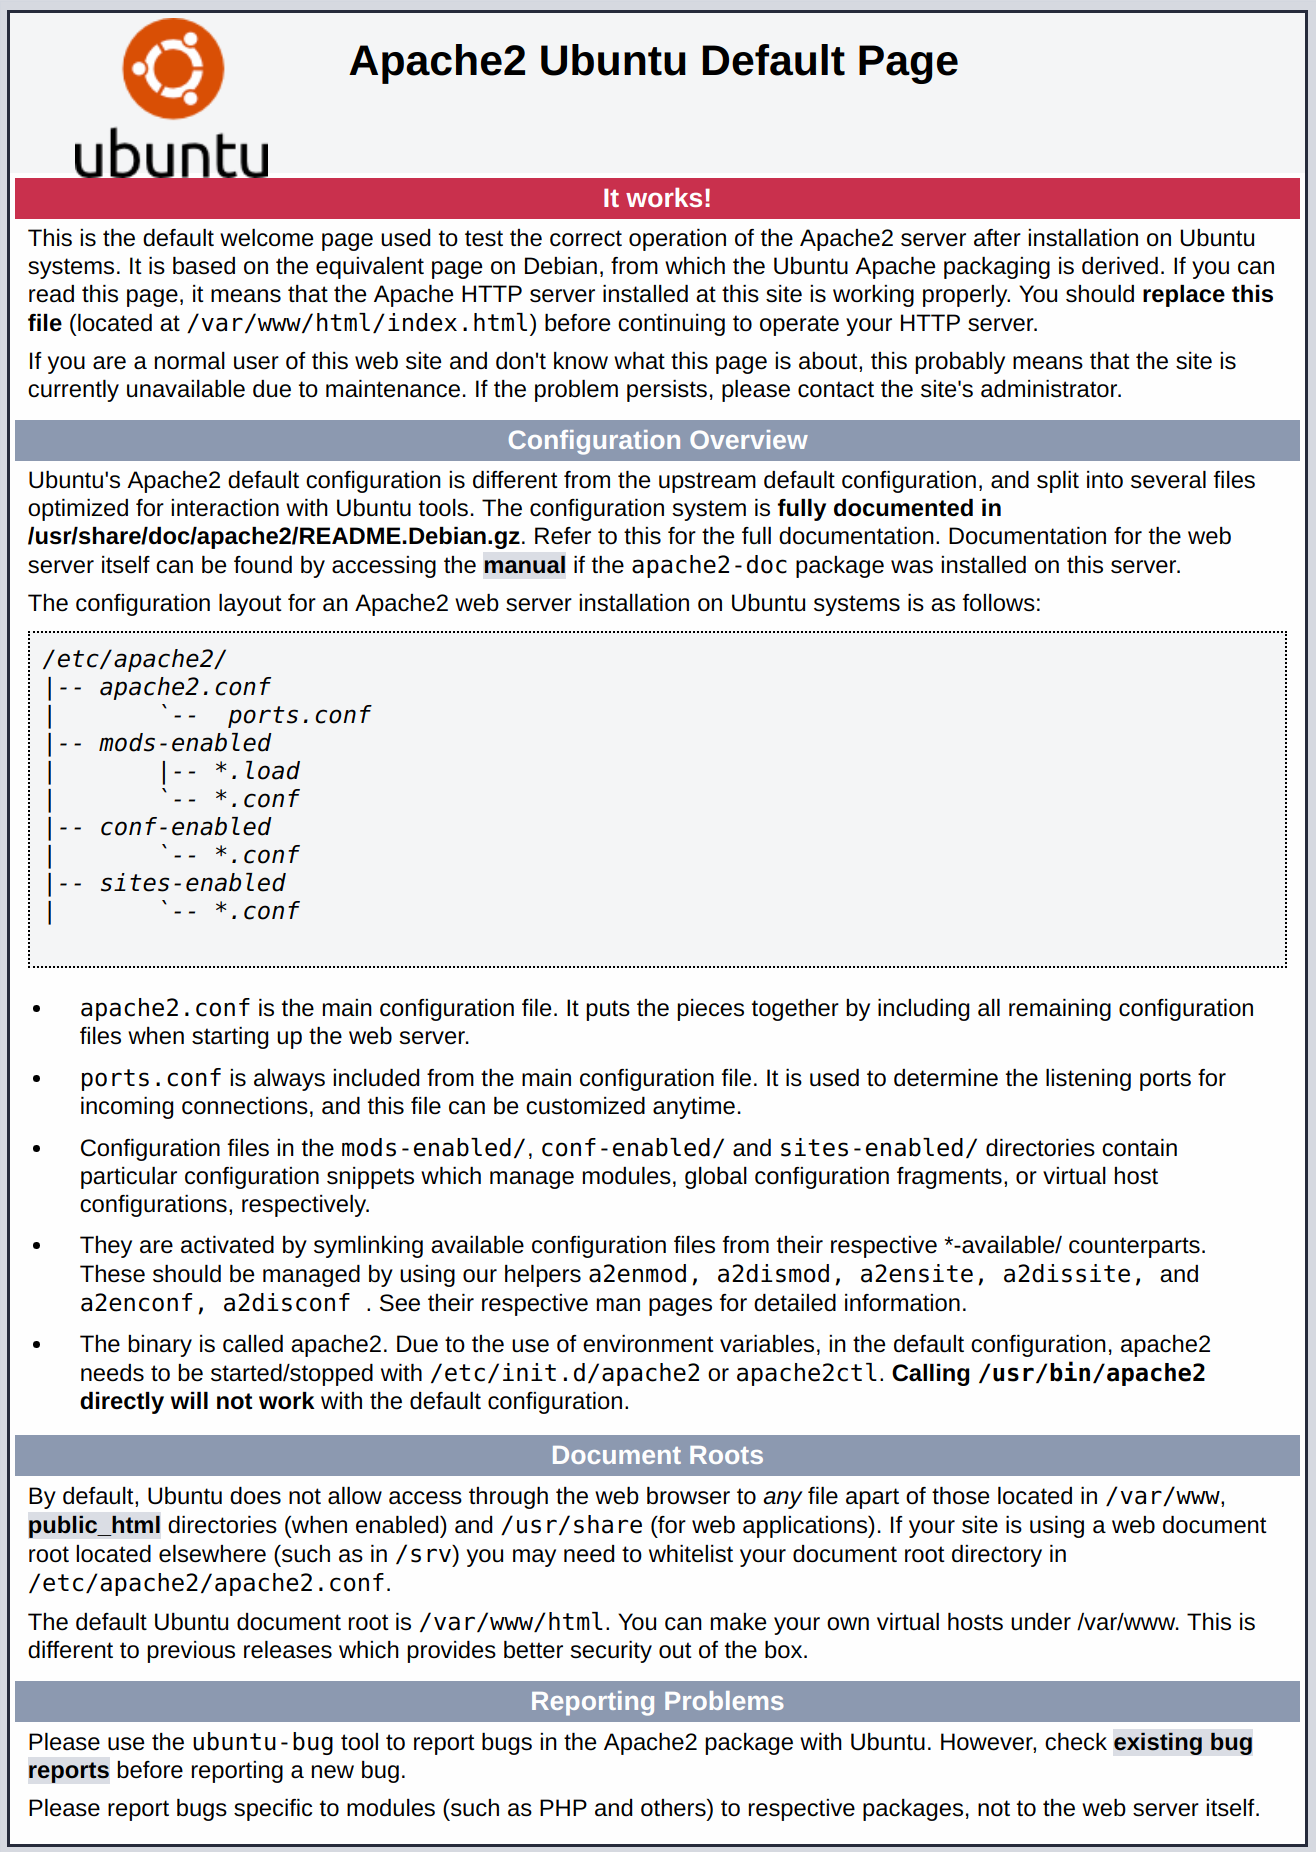 ubuntu
Apache2 Ubuntu Default Page
It works!
This is the default welcome page used to test the correct operation of the Apache2 server after installation on Ubuntu
systems. It is based on the equivalent page on Debian, from which the Ubuntu Apache packaging is derived. If you can
read this page, it means that the Apache HTTP server installed at this site is working properly. You should replace this
file (located at /var/www/html/index.html) before continuing to operate your HTTP server.
If you are a normal user of this web site and don't know what this page is about, this probably means that the site is
currently unavailable due to maintenance. If the problem persists, please contact the site's administrator.
Configuration Overview
Ubuntu's Apache2 default configuration is different from the upstream default configuration, and split into several files
optimized for interaction with Ubuntu tools. The configuration system is fully documented in
/usr/share/doc/apache2/README.Debian.gz. Refer to this for the full documentation. Documentation for the web
server itself can be found by accessing the manual if the apache2-doc package was installed on this server.
The configuration layout for an Apache2 web server installation on Ubuntu systems is as follows:
/etc/apache2/
|-- apache2.conf
|       `--  ports.conf
|-- mods-enabled
|       |-- *.load
|       `-- *.conf
|-- conf-enabled
|       `-- *.conf
|-- sites-enabled
|       `-- *.conf
• apache2.conf is the main configuration file. It puts the pieces together by including all remaining configuration
files when starting up the web server.
• ports.conf is always included from the main configuration file. It is used to determine the listening ports for
incoming connections, and this file can be customized anytime.
• Configuration files in the mods-enabled/, conf-enabled/ and sites-enabled/ directories contain
particular configuration snippets which manage modules, global configuration fragments, or virtual host
configurations, respectively.
• They are activated by symlinking available configuration files from their respective *-available/ counterparts.
These should be managed by using our helpers a2enmod, a2dismod, a2ensite, a2dissite, and
a2enconf, a2disconf . See their respective man pages for detailed information.
• The binary is called apache2. Due to the use of environment variables, in the default configuration, apache2
needs to be started/stopped with /etc/init.d/apache2 or apache2ctl. Calling /usr/bin/apache2
directly will not work with the default configuration.
Document Roots
By default, Ubuntu does not allow access through the web browser to any file apart of those located in /var/www,
public_html directories (when enabled) and /usr/share (for web applications). If your site is using a web document
root located elsewhere (such as in /srv) you may need to whitelist your document root directory in
/etc/apache2/apache2.conf.
The default Ubuntu document root is /var/www/html. You can make your own virtual hosts under /var/www. This is
different to previous releases which provides better security out of the box.
Reporting Problems
Please use the ubuntu-bug tool to report bugs in the Apache2 package with Ubuntu. However, check existing bug
reports before reporting a new bug.
Please report bugs specific to modules (such as PHP and others) to respective packages, not to the web server itself.